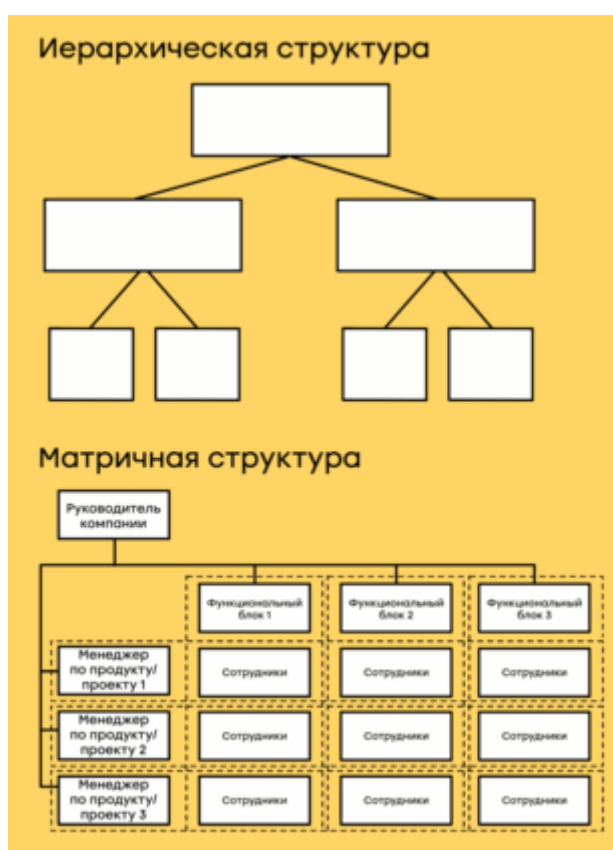 Иерархическая структура
Матричная структура
Руководитель
компании
Функциональный
блок 1
Функциональный
блок 2
Функциональный
блок 3
Менеджер
по продукту/
проекту 1
Сотрудники
Сотрудники
Сотрудники
Менеджер
по продукту/
проекту 2
Сотрудники
Сотрудники
Сотрудники
Менеджер
по продукту/
проекту 3
Сотрудники
Сотрудники
Сотрудники